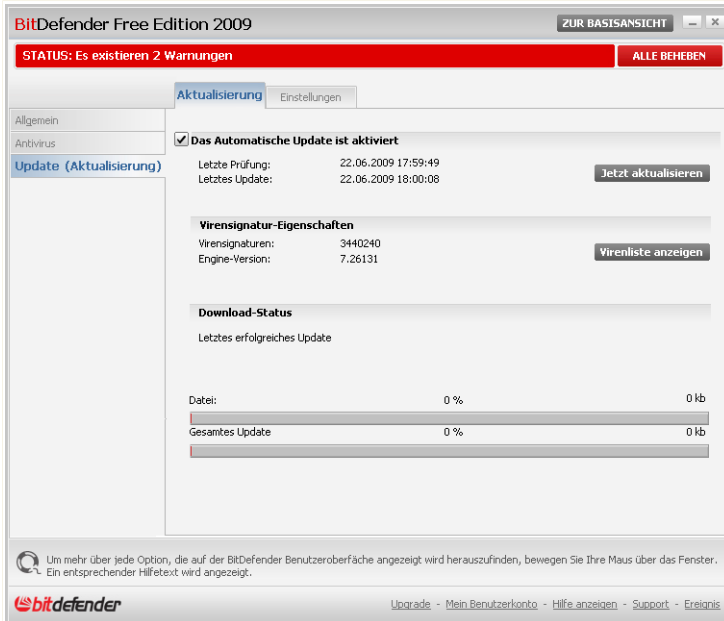 BitDefender Free Edition 2009
ZUR BASISANSICHT
STATUS: Es existieren 2 Warnungen
ALLE BEHEBEN
Aktualisierung
Einstellungen
Allgemein
Antivirus
Update (Aktualisierung)
Das Automatische Update ist aktiviert
Letzte Prüfung: 22.06.2009 17:59:49
Letztes Update: 22.06.2009 18:00:08
Jetzt aktualisieren
Virensignatur-Eigenschaften
Virensignaturen: 3440240
Engine-Version: 7.26131
Virenliste anzeigen
Download-Status
Letztes erfolgreiches Update
Datei: 0 % 0 kb
Gesamtes Update 0 % 0 kb
Um mehr über jede Option, die auf der BitDefender Benutzeroberfäche angezeigt wird herauszufinden, bewegen Sie Ihre Maus über das Fenster.
Ein entsprechender Hilfetext wird angezeigt.
bitdefender
Upgrade - Mein Benutzerkonto - Hilfe anzeigen - Support - Ereignis